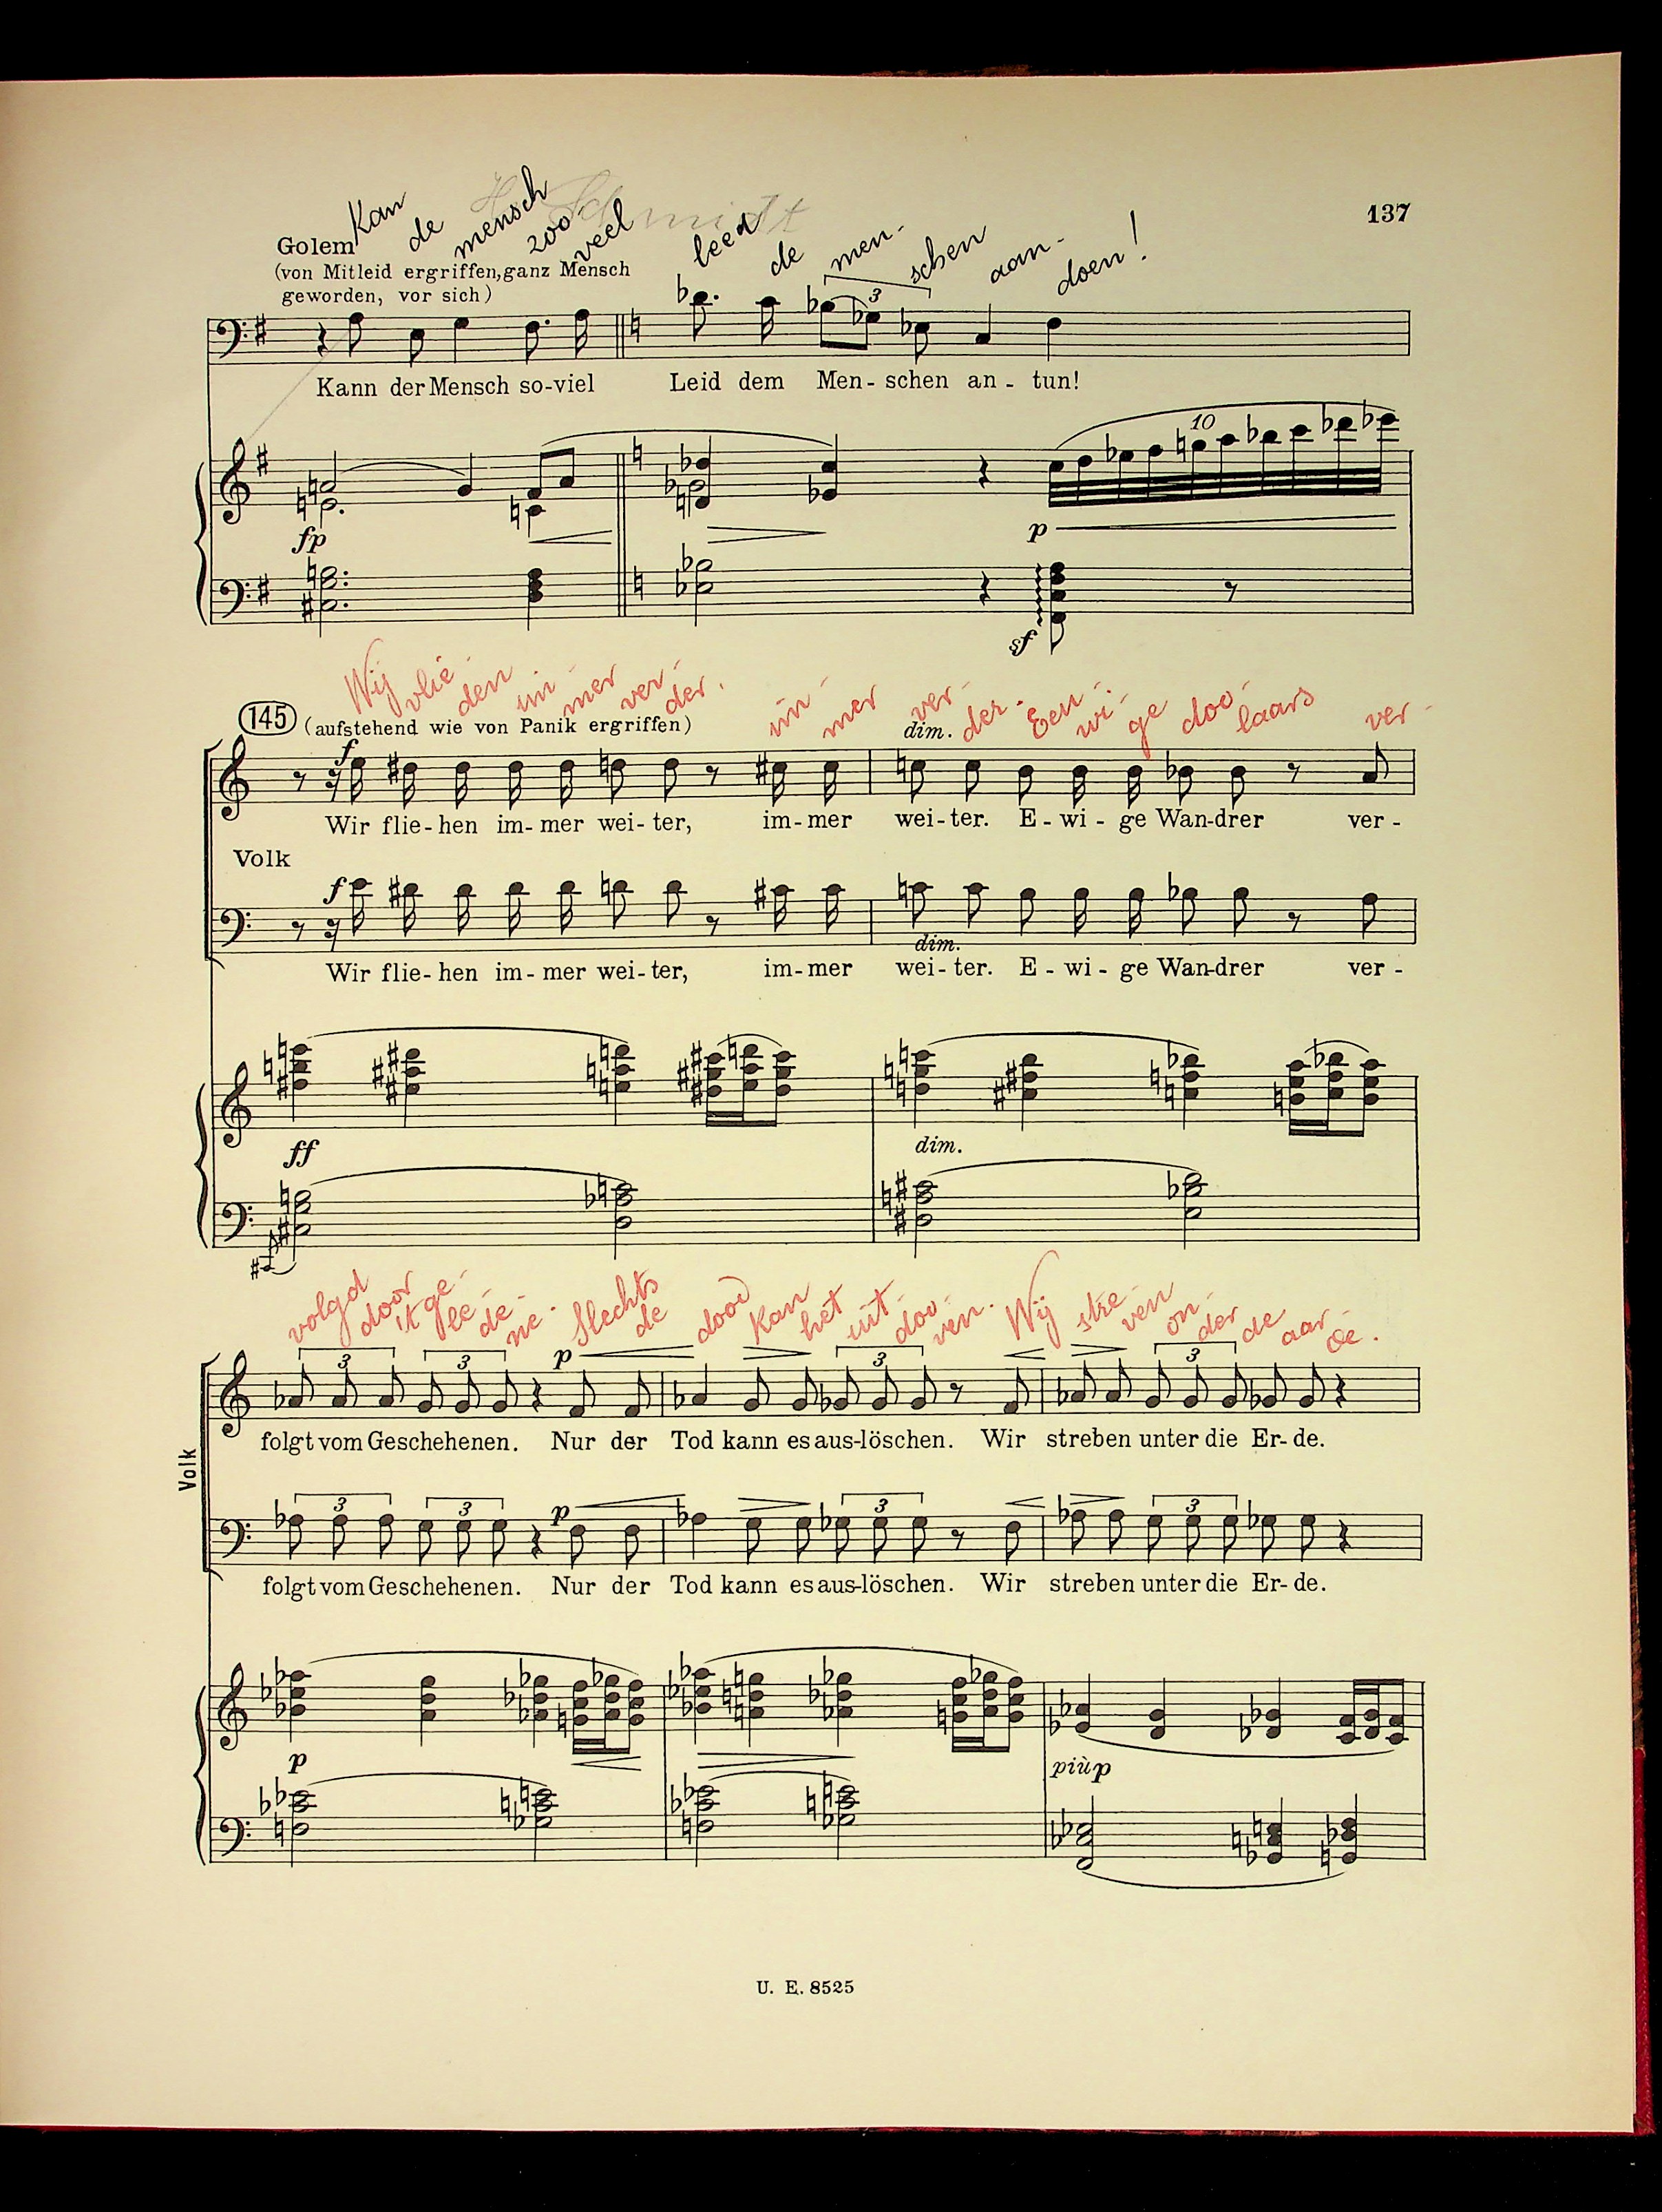 H. Schmidt
137
Kan de mensch zoo veel leed de men- schen aan- doen!
Golem
(von Mitleid ergriffen, ganz Mensch
geworden, vor sich)
3
Kann der Mensch so-viel Leid dem Men-schen an-tun!
10
fp p
sf
Wij vlie- den im- mer ver- der. im- mer ver- der. Een- wi- ge doo- laars ver-
145 (aufstehend wie von Panik ergriffen) dim.
f
Wir flie-hen im-mer wei-ter, im-mer wei-ter. E-wi-ge Wan-drer ver-
Volk
f
dim.
Wir flie-hen im-mer wei-ter, im-mer wei-ter. E-wi-ge Wan-drer ver-
ff dim.
volgd door 't ge- le- de- ne. Slechts de dood kan het uit- doo- ven. Wij stre- ven on- der de aar- de.
3 3 p 3 3
folgt vom Geschehenen. Nur der Tod kann es aus-löschen. Wir streben unter die Er-de.
Volk
3 3 p 3 3
folgt vom Geschehenen. Nur der Tod kann es aus-löschen. Wir streben unter die Er-de.
p più p
U. E. 8525